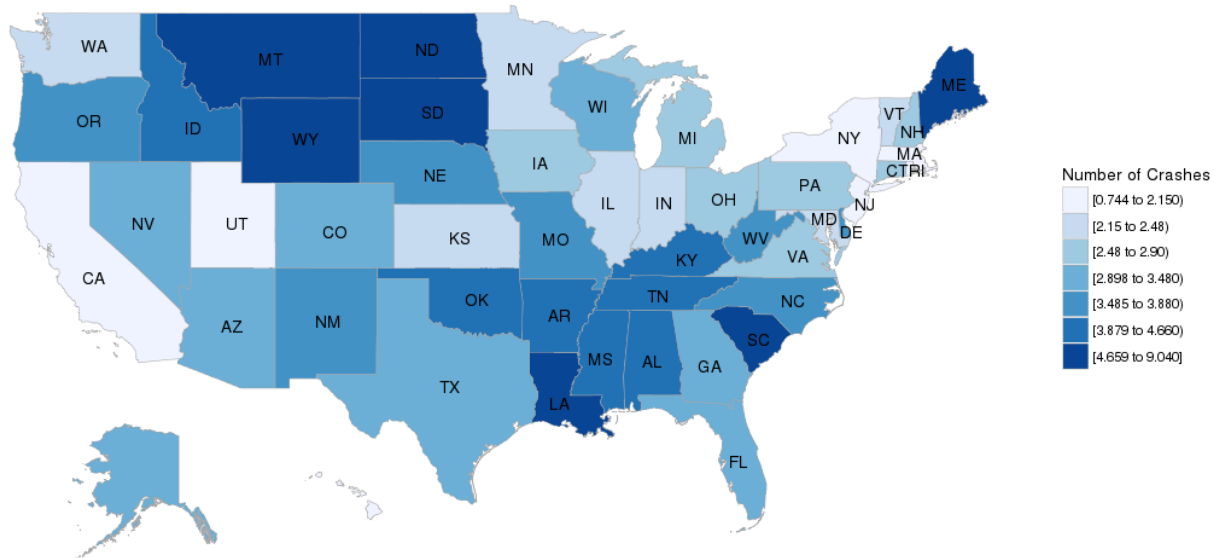 WA
MT
ND
MN
OR
ID
WY
SD
WI
MI
NY
VT
NH
ME
MA
CTRI
NV
UT
CO
NE
IA
IL
IN
OH
PA
NJ
MD
DE
WV
VA
CA
KS
MO
KY
AZ
NM
OK
AR
TN
NC
SC
TX
LA
MS
AL
GA
FL
Number of Crashes
[0.744 to 2.150)
[2.15 to 2.48)
[2.48 to 2.90)
[2.898 to 3.480)
[3.485 to 3.880)
[3.879 to 4.660)
[4.659 to 9.040]